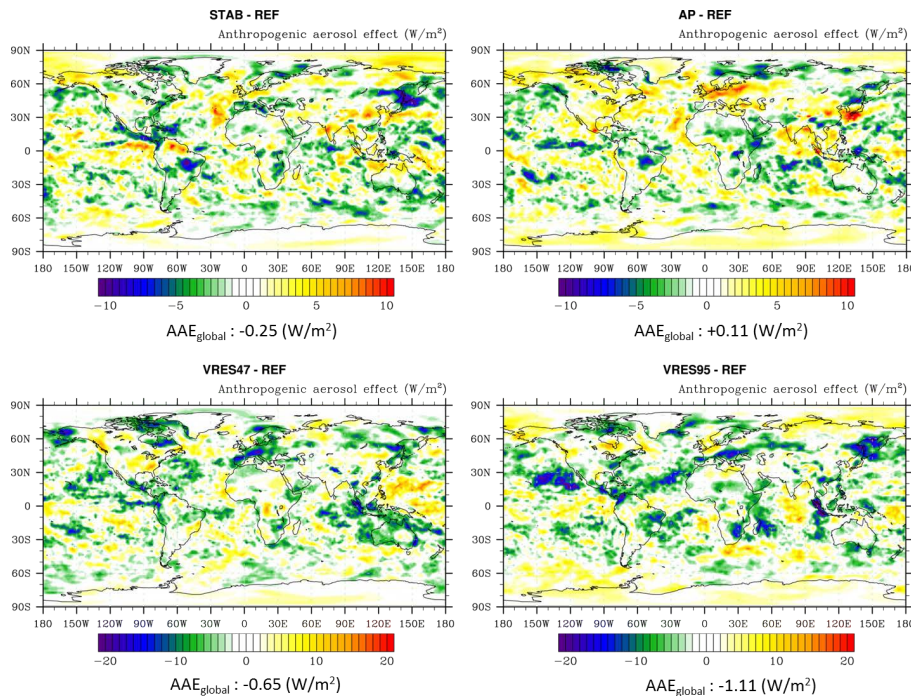 STAB - REF
Anthropogenic aerosol effect (W/m²)
90N
60N
30N
0
30S
60S
90S
180 150W 120W 90W 60W 30W 0 30E 60E 90E 120E 150E 180
−10 −5 0 5 10
AAEglobal : -0.25 (W/m²)
AP - REF
Anthropogenic aerosol effect (W/m²)
90N
60N
30N
0
30S
60S
90S
180 150W 120W 90W 60W 30W 0 30E 60E 90E 120E 150E 180
−10 −5 0 5 10
AAEglobal : +0.11 (W/m²)
VRES47 - REF
Anthropogenic aerosol effect (W/m²)
90N
60N
30N
0
30S
60S
90S
180 150W 120W 90W 60W 30W 0 30E 60E 90E 120E 150E 180
−20 −10 0 10 20
AAEglobal : -0.65 (W/m²)
VRES95 - REF
Anthropogenic aerosol effect (W/m²)
90N
60N
30N
0
30S
60S
90S
180 150W 120W 90W 60W 30W 0 30E 60E 90E 120E 150E 180
−20 −10 0 10 20
AAEglobal : -1.11 (W/m²)